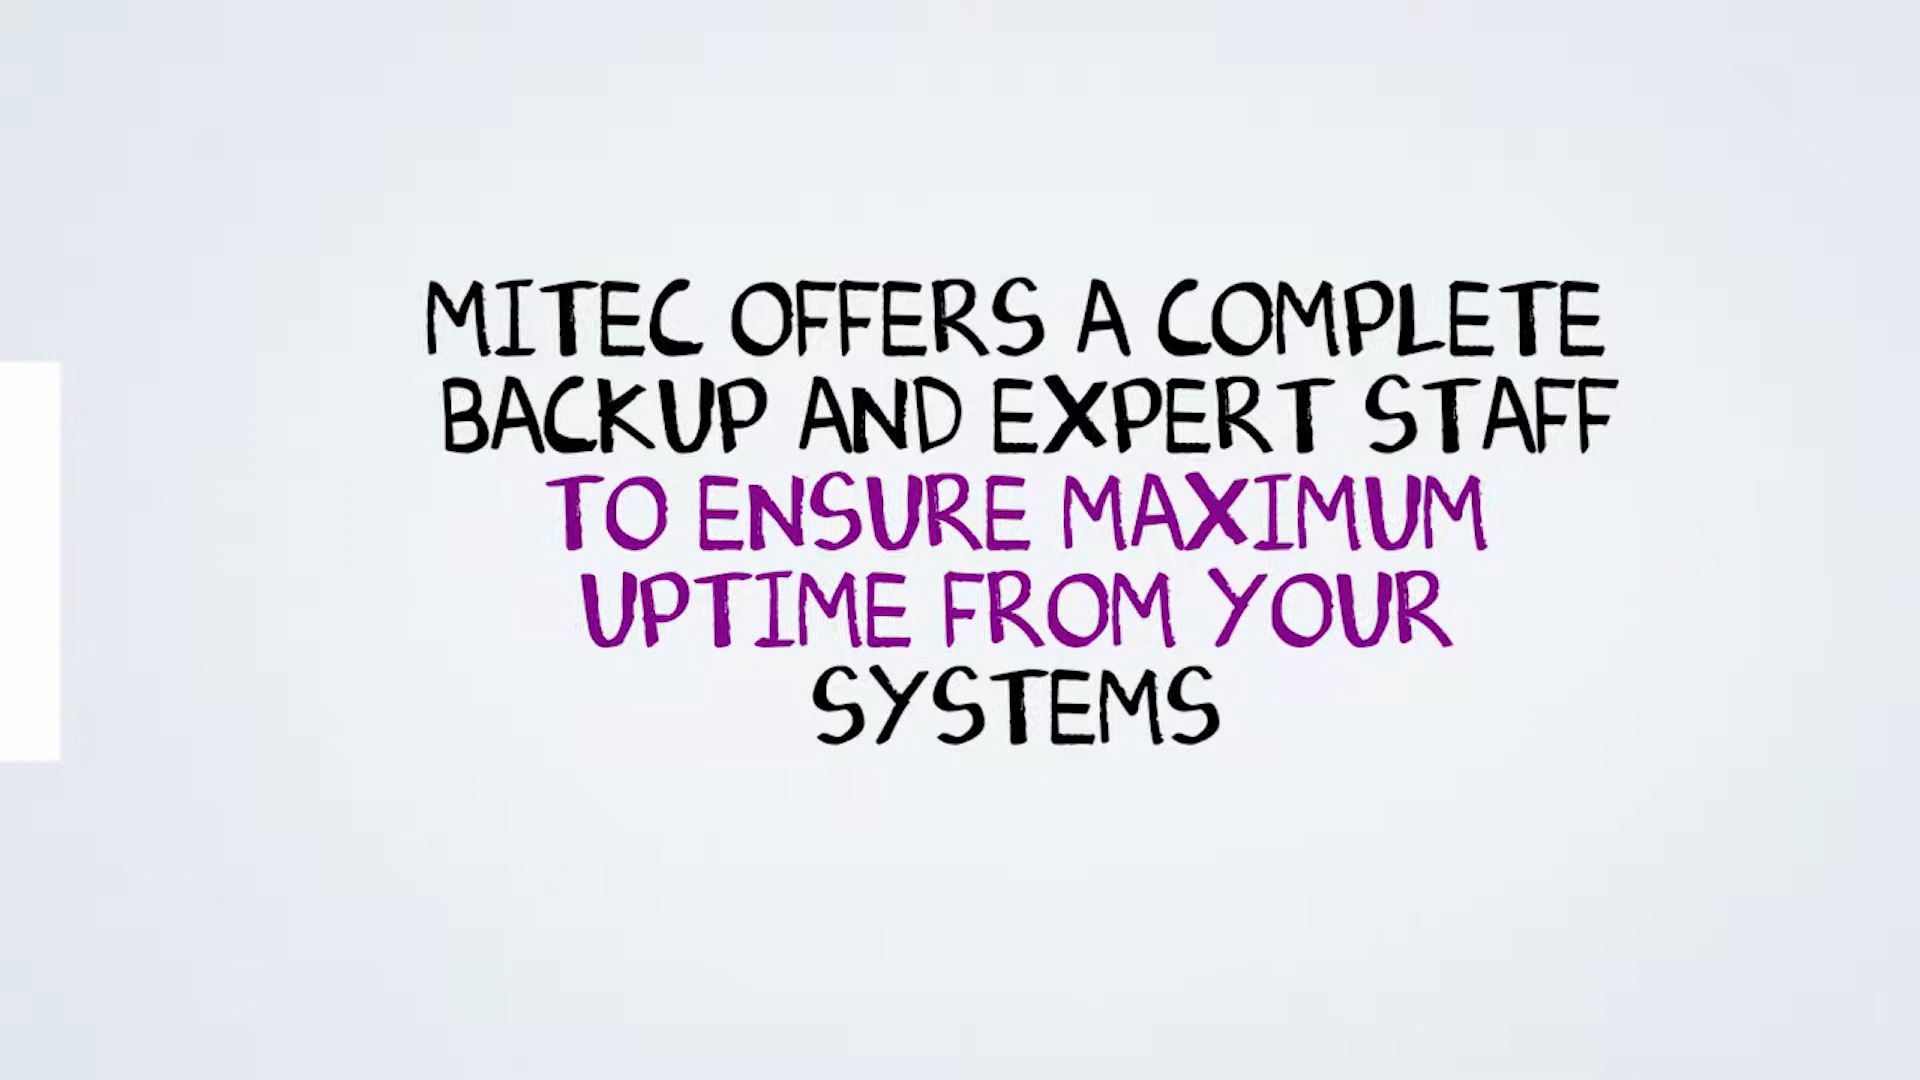 MITEC OFFERS A COMPLETE
BACKUP AND EXPERT STAFF
TO ENSURE MAXIMUM
UPTIME FROM YOUR
SYSTEMS